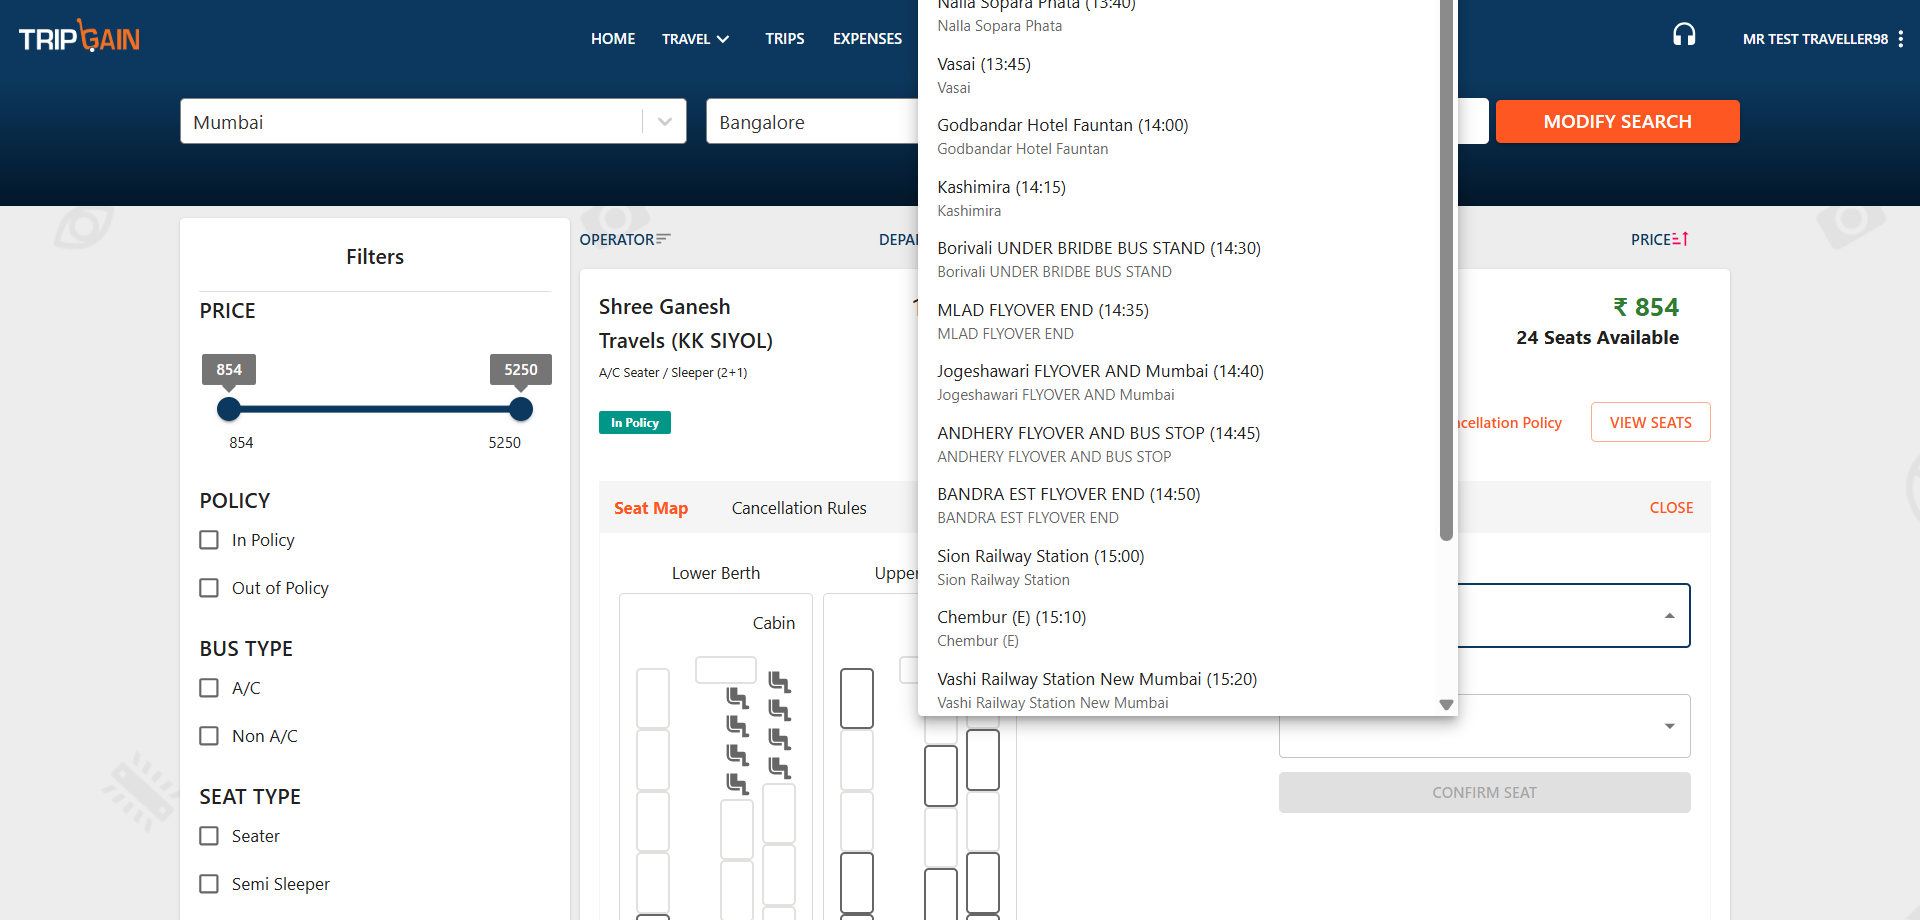 TRIPGAIN
HOME
TRAVEL
TRIPS
EXPENSES
MR TEST TRAVELLER98
Mumbai
Bangalore
MODIFY SEARCH
Nalla Sopara Phata (13:40)
Nalla Sopara Phata
Vasai (13:45)
Vasai
Godbandar Hotel Fauntan (14:00)
Godbandar Hotel Fauntan
Kashimira (14:15)
Kashimira
Borivali UNDER BRIDBE BUS STAND (14:30)
Borivali UNDER BRIDBE BUS STAND
MLAD FLYOVER END (14:35)
MLAD FLYOVER END
Jogeshawari FLYOVER AND Mumbai (14:40)
Jogeshawari FLYOVER AND Mumbai
ANDHERY FLYOVER AND BUS STOP (14:45)
ANDHERY FLYOVER AND BUS STOP
BANDRA EST FLYOVER END (14:50)
BANDRA EST FLYOVER END
Sion Railway Station (15:00)
Sion Railway Station
Chembur (E) (15:10)
Chembur (E)
Vashi Railway Station New Mumbai (15:20)
Vashi Railway Station New Mumbai
Filters
PRICE
854
5250
854
5250
POLICY
In Policy
Out of Policy
BUS TYPE
A/C
Non A/C
SEAT TYPE
Seater
Semi Sleeper
OPERATOR
PRICE
Shree Ganesh
Travels (KK SIYOL)
A/C Seater / Sleeper (2+1)
In Policy
₹ 854
24 Seats Available
Policy
VIEW SEATS
Seat Map
Cancellation Rules
CLOSE
Lower Berth
Upper
Cabin
CONFIRM SEAT